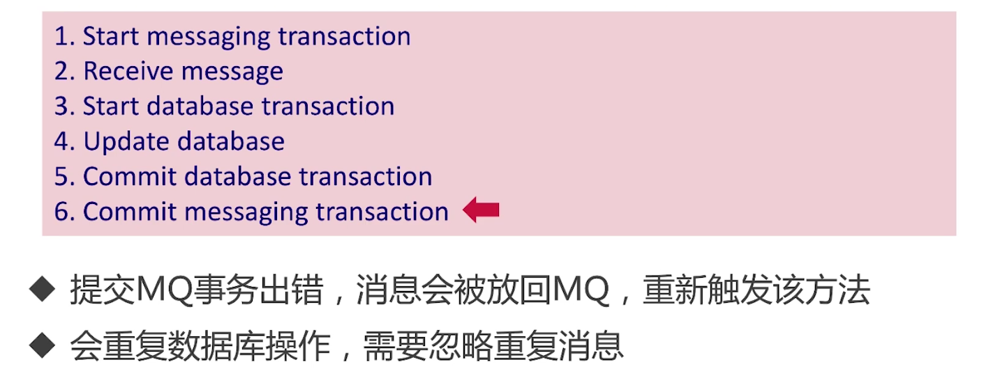 1. Start messaging transaction
2. Receive message
3. Start database transaction
4. Update database
5. Commit database transaction
6. Commit messaging transaction
提交MQ事务出错，消息会被放回MQ，重新触发该方法
会重复数据库操作，需要忽略重复消息